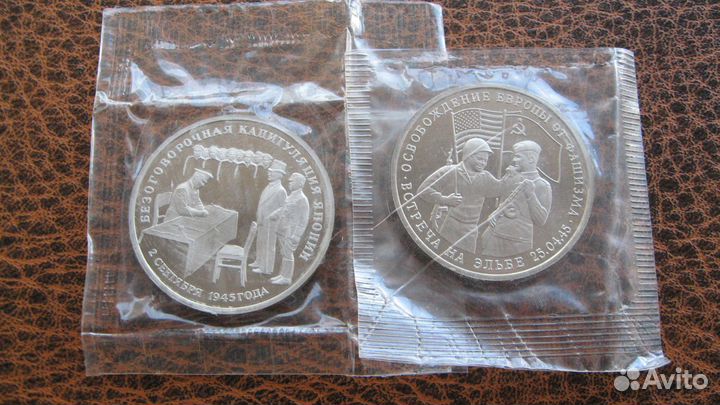 БЕЗОГОВОРОЧНАЯ КАПИТУЛЯЦИЯ ЯПОНИИ
2 СЕНТЯБРЯ 1945 ГОДА
ОСВОБОЖДЕНИЕ ЕВРОПЫ ОТ ФАШИЗМА
ВСТРЕЧА НА ЭЛЬБЕ 25.04.45
Avito